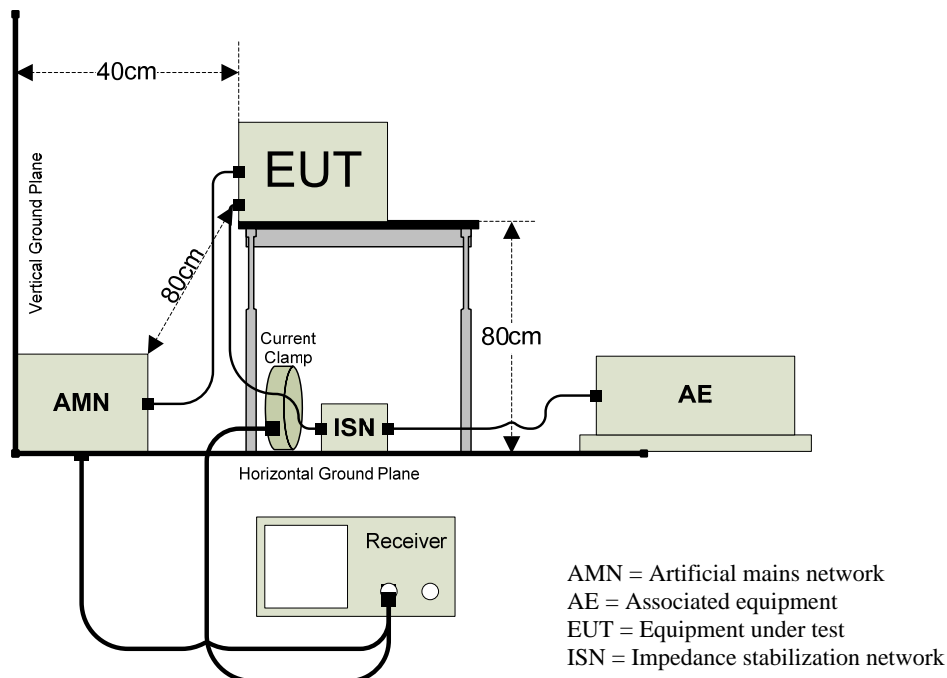 40cm
EUT
Vertical Ground Plane
80cm
80cm
Current
Clamp
AMN
ISN
AE
Horizontal Ground Plane
Receiver
AMN = Artificial mains network
AE = Associated equipment
EUT = Equipment under test
ISN = Impedance stabilization network